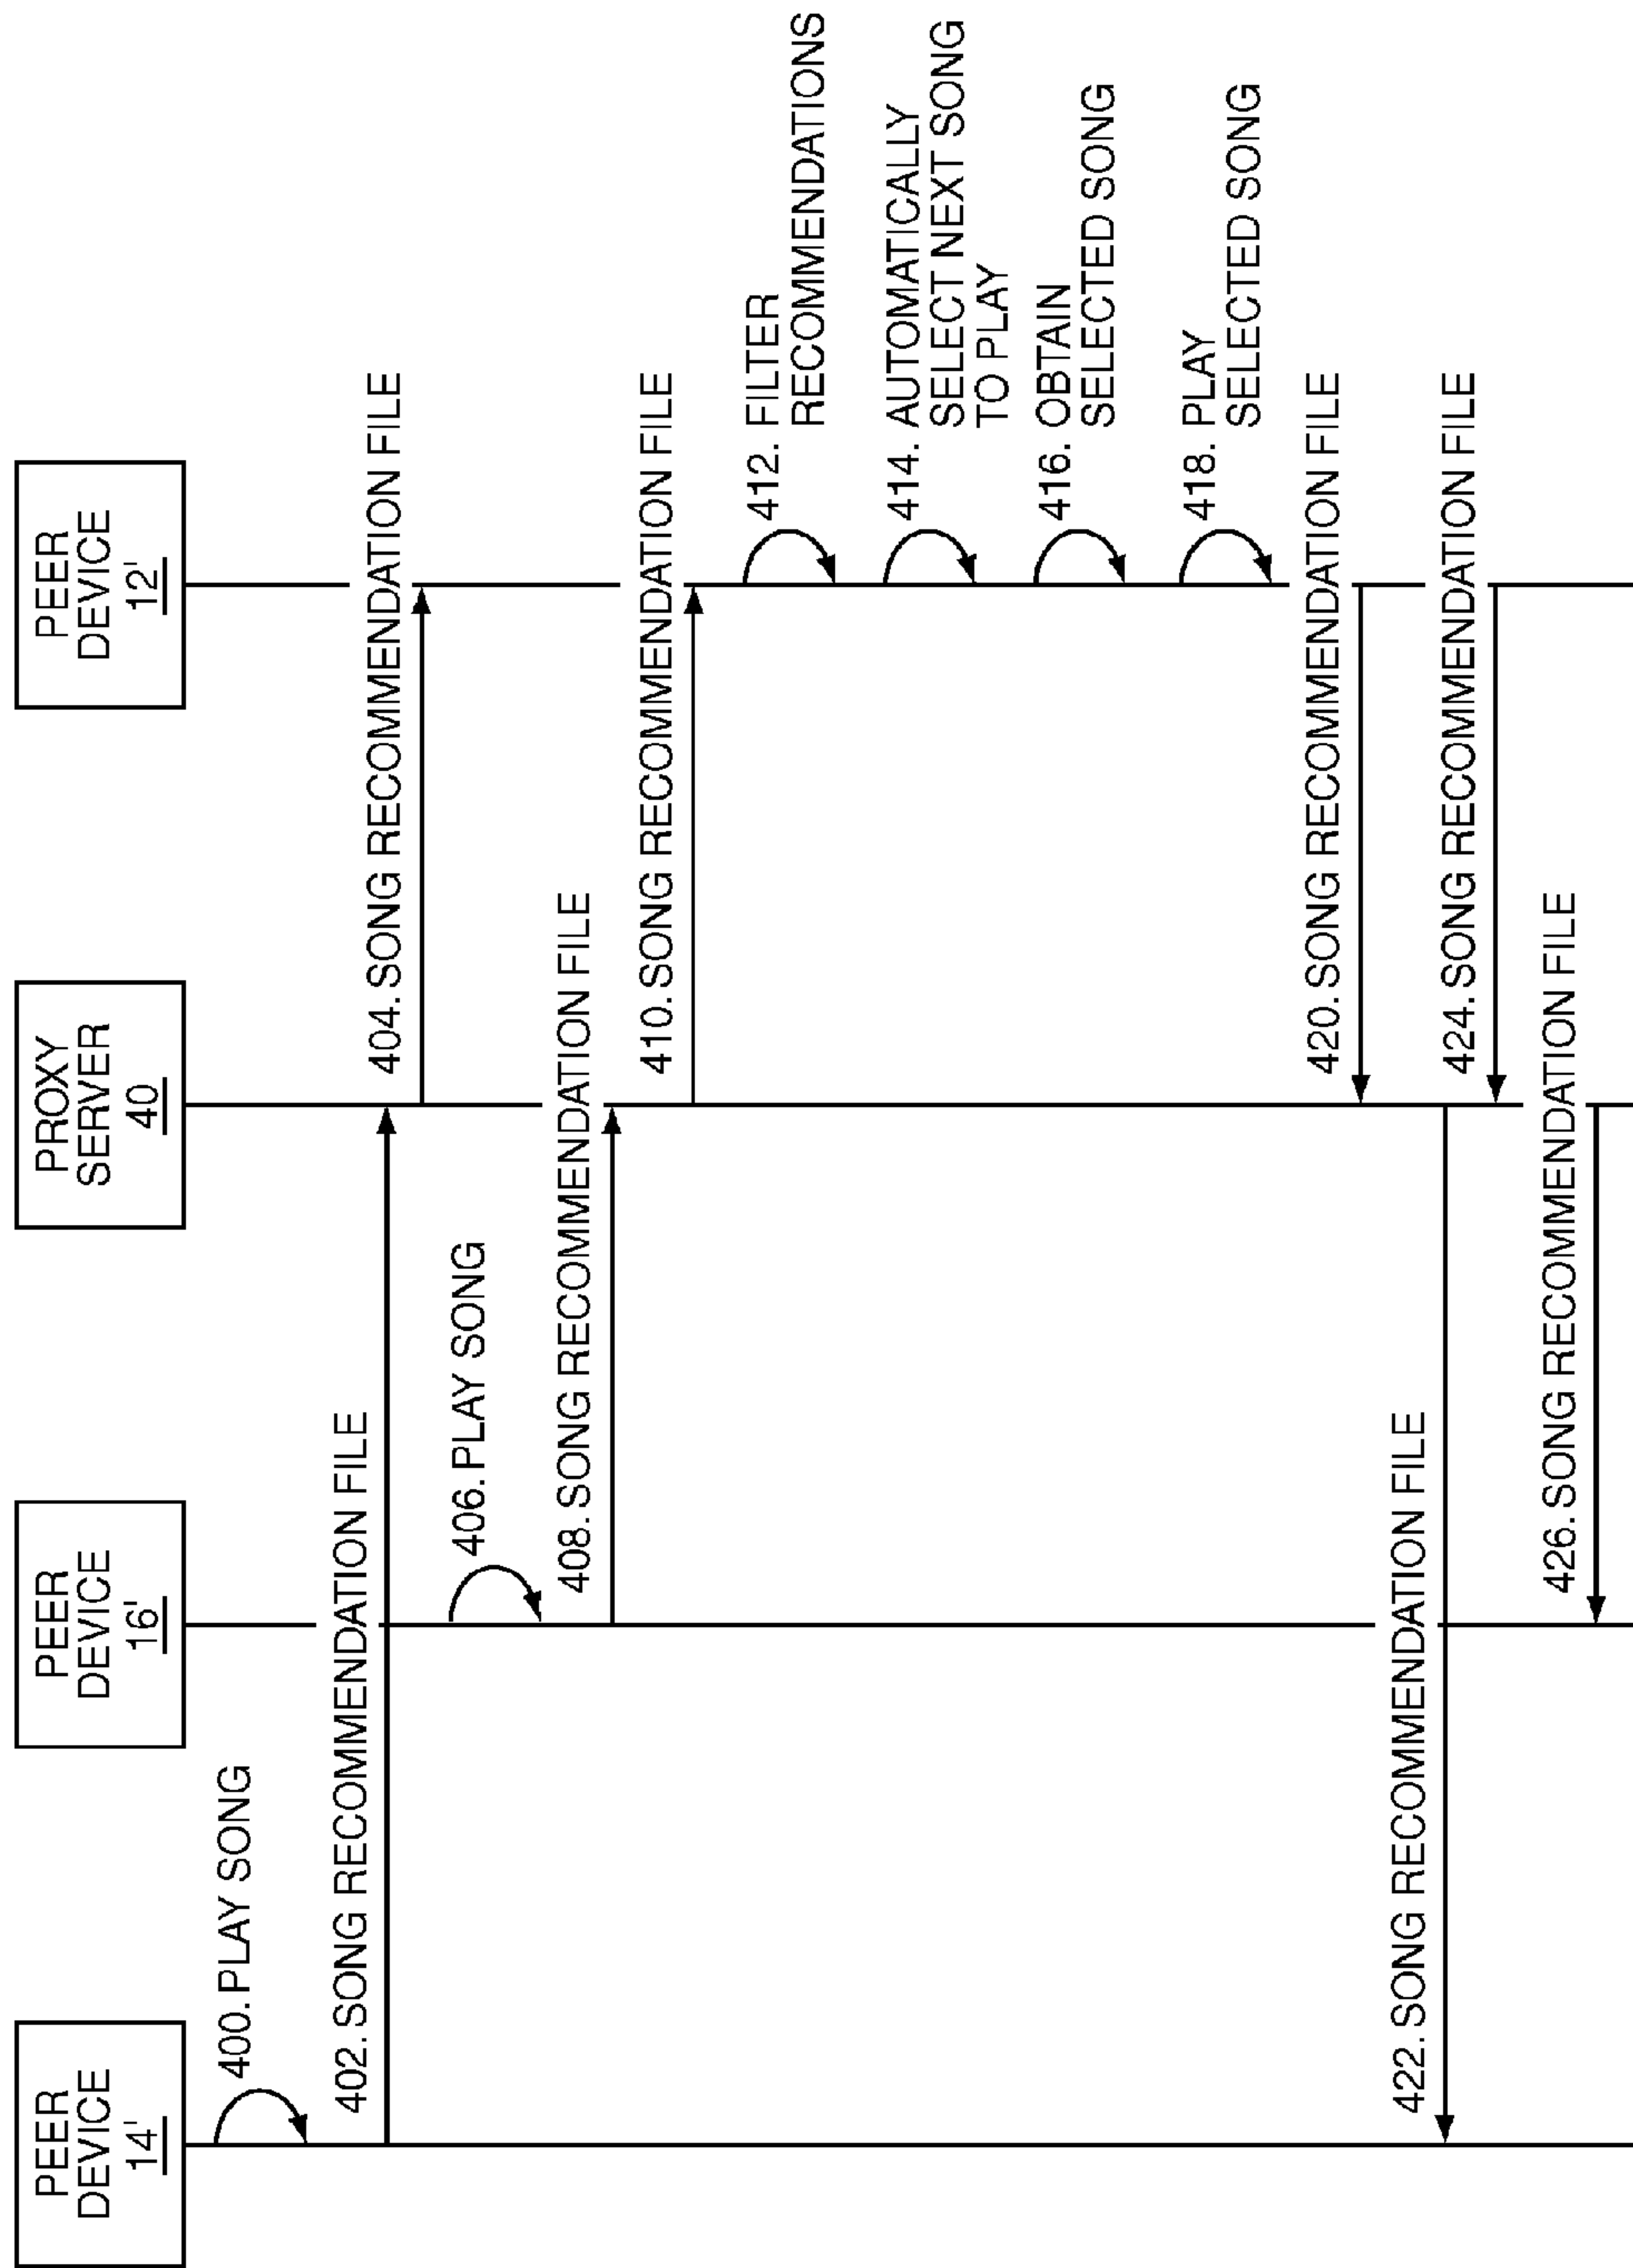 PEER
DEVICE
14'
PEER
DEVICE
16'
PROXY
SERVER
40
PEER
DEVICE
12'
400. PLAY SONG
402. SONG RECOMMENDATION FILE
404. SONG RECOMMENDATION FILE
406. PLAY SONG
408. SONG RECOMMENDATION FILE
410. SONG RECOMMENDATION FILE
412. FILTER
RECOMMENDATIONS
414. AUTOMATICALLY
SELECT NEXT SONG
TO PLAY
416. OBTAIN
SELECTED SONG
418. PLAY
SELECTED SONG
420. SONG RECOMMENDATION FILE
422. SONG RECOMMENDATION FILE
424. SONG RECOMMENDATION FILE
426. SONG RECOMMENDATION FILE